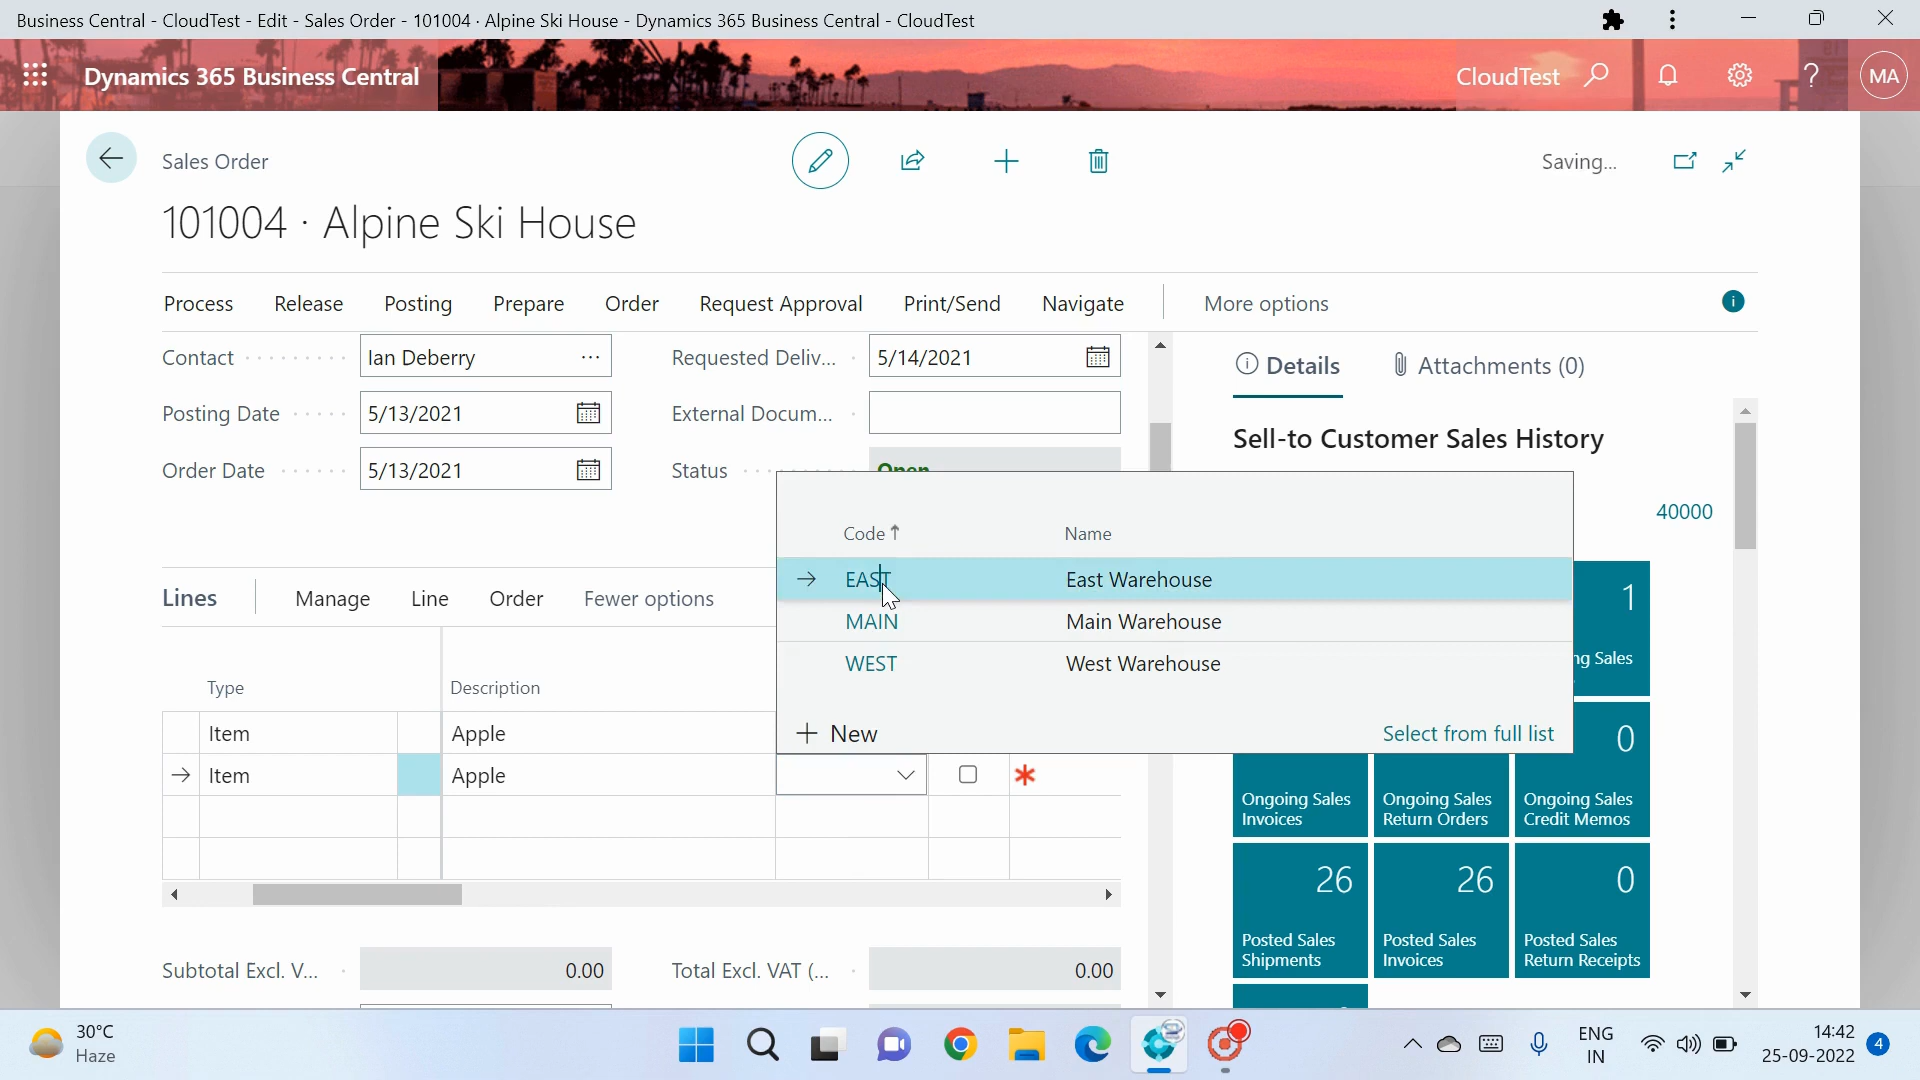 Business Central - CloudTest - Edit - Sales Order - 101004 · Alpine Ski House - Dynamics 365 Business Central - CloudTest
Dynamics 365 Business Central
CloudTest
?
MA
Sales Order
Saving...
101004 · Alpine Ski House
Process
Release
Posting
Prepare
Order
Request Approval
Print/Send
Navigate
More options
Contact
Ian Deberry
Requested Deliv...
5/14/2021
Details
Attachments (0)
Posting Date
5/13/2021
External Docum...
Sell-to Customer Sales History
Order Date
5/13/2021
Status
Open
40000
Code ↑
Name
EAST
East Warehouse
MAIN
Main Warehouse
WEST
West Warehouse
+ New
Select from full list
Lines
Manage
Line
Order
Fewer options
1
ng Sales
Type
Description
Item
Apple
0
Item
Apple
Ongoing Sales
Invoices
Ongoing Sales
Return Orders
Ongoing Sales
Credit Memos
26
Posted Sales
Shipments
26
Posted Sales
Invoices
0
Posted Sales
Return Receipts
Subtotal Excl. V...
0.00
Total Excl. VAT (...
0.00
30°C
Haze
ENG
IN
14:42
25-09-2022
4